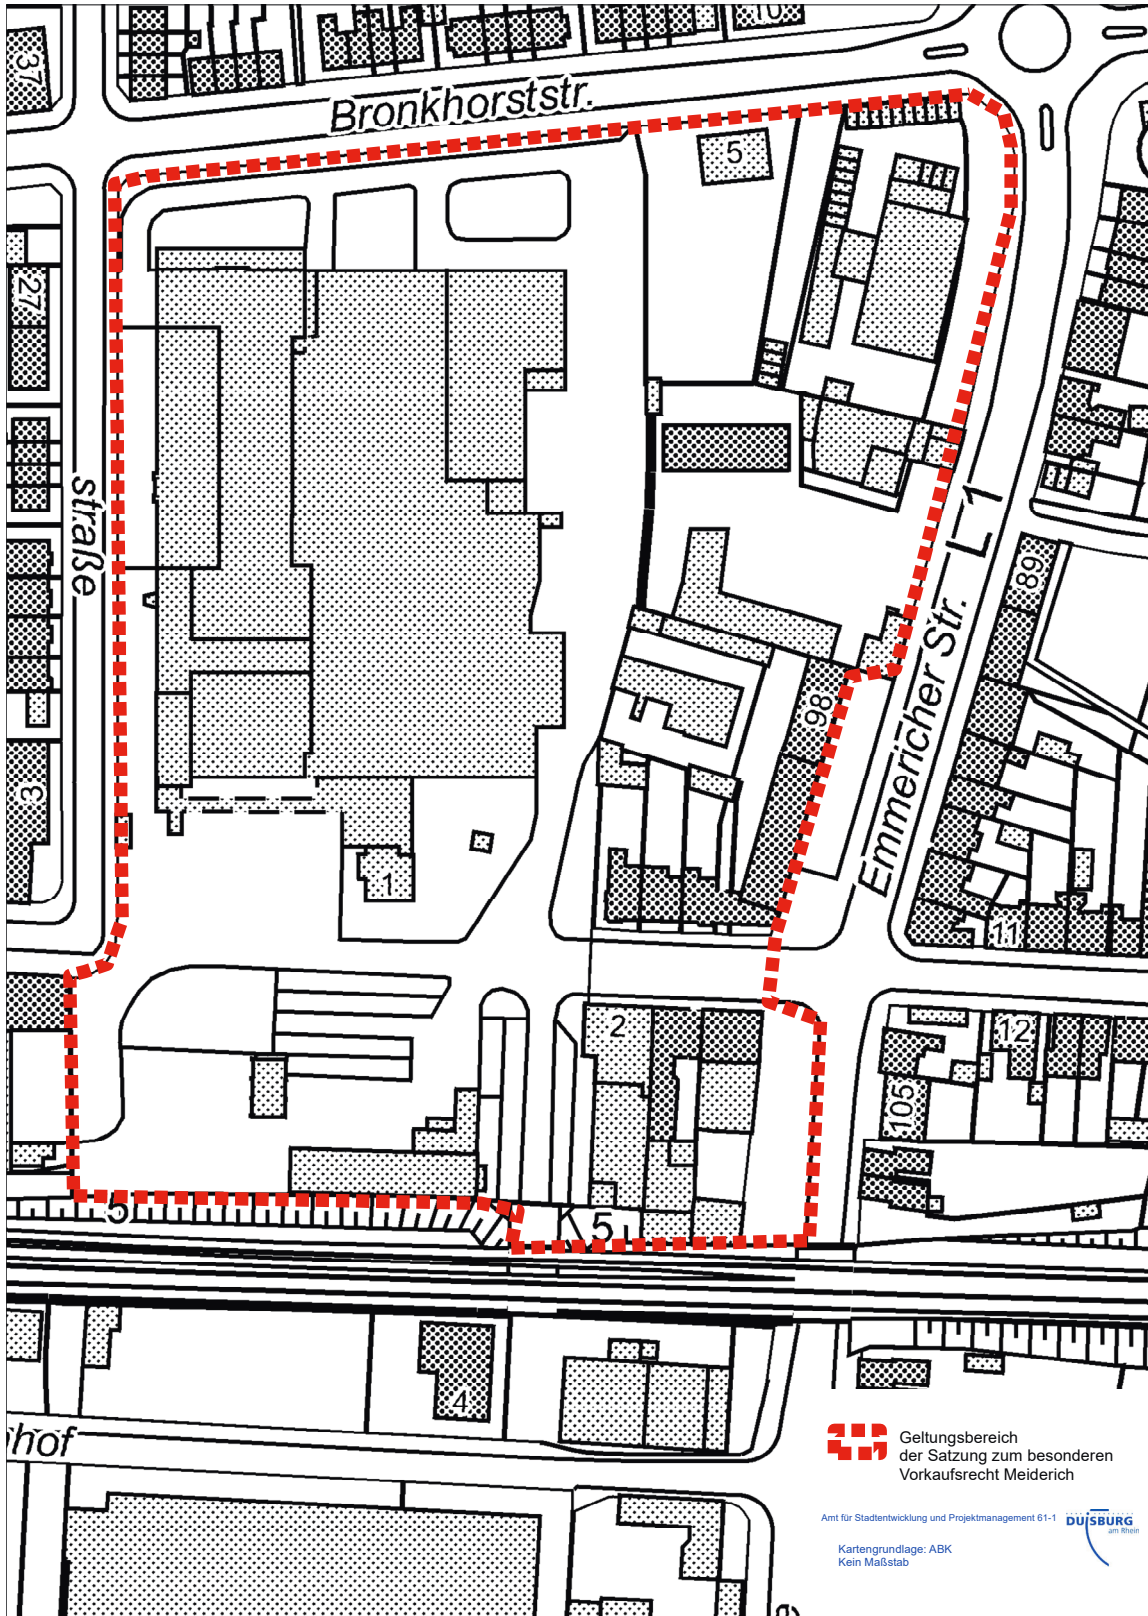 10
37
Bronkhorststr.
5
27
straße
L 1
89
Emmericher Str.
98
3
1
11
2
12
105
5
5
4
hof
Geltungsbereich
der Satzung zum besonderen
Vorkaufsrecht Meiderich
Amt für Stadtentwicklung und Projektmanagement 61-1
DUISBURG
am Rhein
Kartengrundlage: ABK
Kein Maßstab